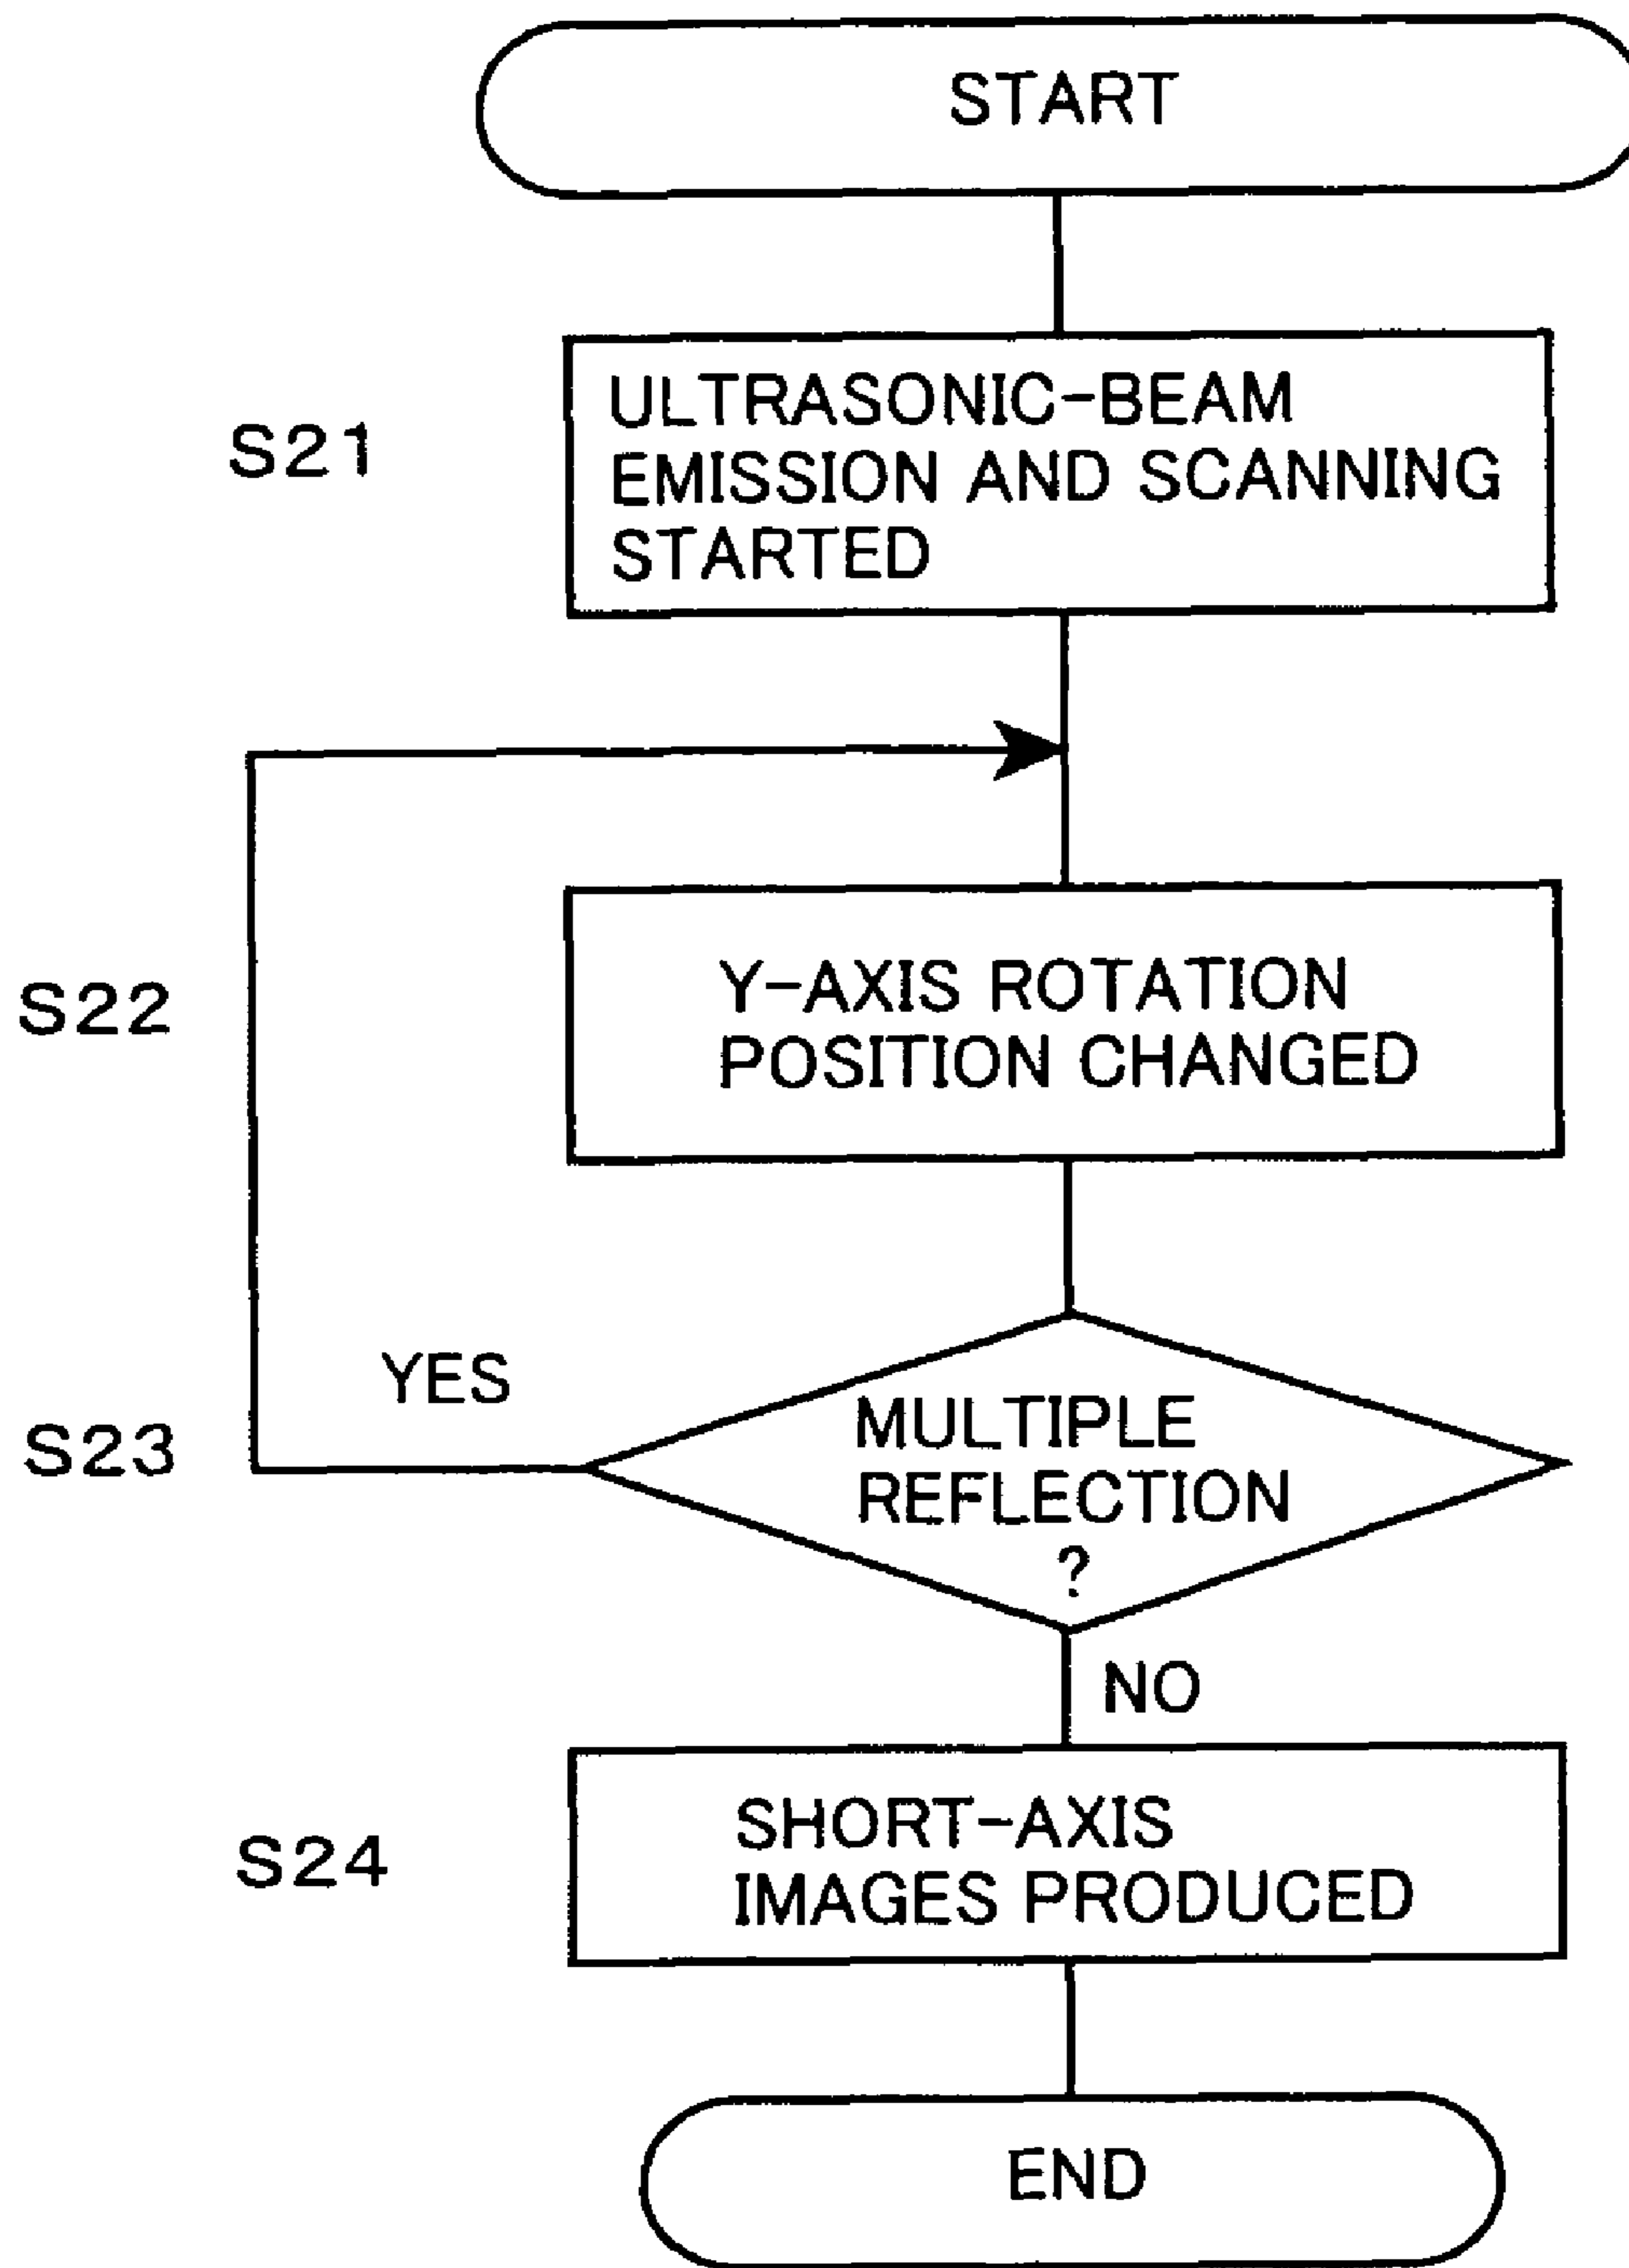 START
S21
ULTRASONIC-BEAM
EMISSION AND SCANNING
STARTED
S22
Y-AXIS ROTATION
POSITION CHANGED
YES
S23
MULTIPLE
REFLECTION
?
NO
S24
SHORT-AXIS
IMAGES PRODUCED
END